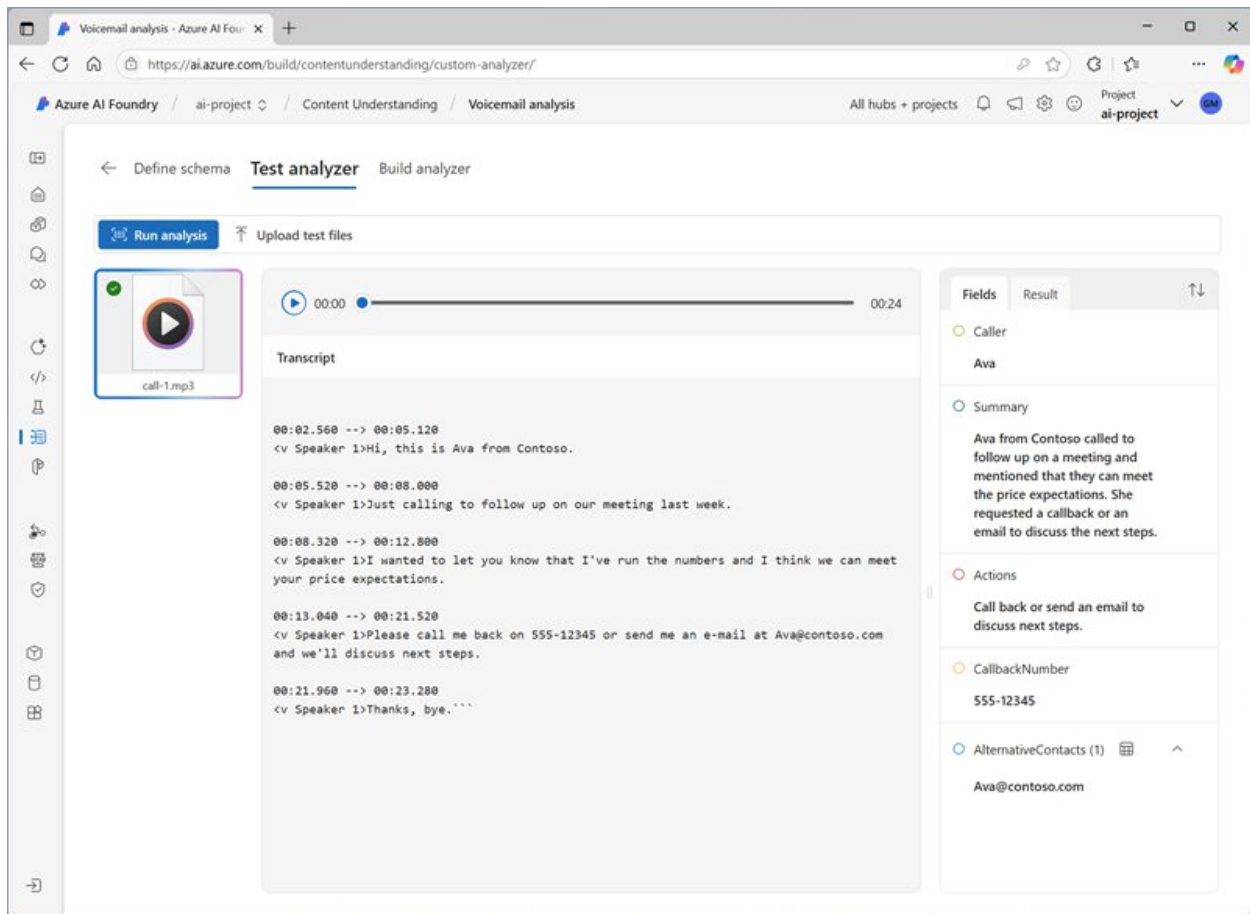 Voicemail analysis - Azure AI Four
https://ai.azure.com/build/contentunderstanding/custom-analyzer/
Azure AI Foundry / ai-project / Content Understanding / Voicemail analysis
All hubs + projects
Project
ai-project
GM
Define schema
Test analyzer
Build analyzer
Run analysis
Upload test files
call-1.mp3
00:00
00:24
Transcript
00:02.560 --> 00:05.120
<v Speaker 1>Hi, this is Ava from Contoso.
00:05.520 --> 00:08.000
<v Speaker 1>Just calling to follow up on our meeting last week.
00:08.320 --> 00:12.800
<v Speaker 1>I wanted to let you know that I've run the numbers and I think we can meet
your price expectations.
00:13.040 --> 00:21.520
<v Speaker 1>Please call me back on 555-12345 or send me an e-mail at Ava@contoso.com
and we'll discuss next steps.
00:21.960 --> 00:23.280
<v Speaker 1>Thanks, bye.```
Fields
Result
Caller
Ava
Summary
Ava from Contoso called to
follow up on a meeting and
mentioned that they can meet
the price expectations. She
requested a callback or an
email to discuss the next steps.
Actions
Call back or send an email to
discuss next steps.
CallbackNumber
555-12345
AlternativeContacts (1)
Ava@contoso.com